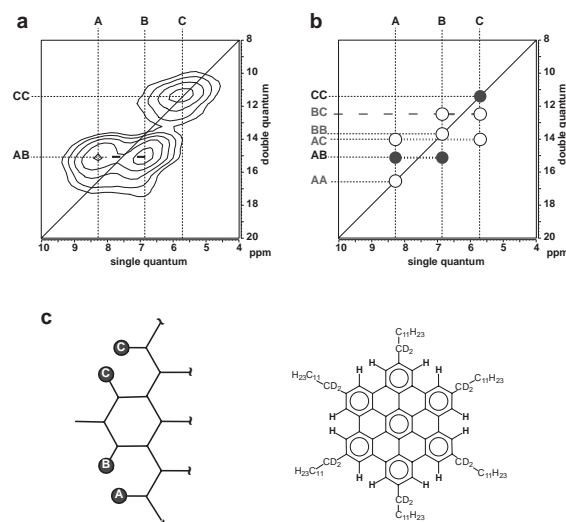 a
A B C
8
10
12
14
16
18
20
double quantum
CC
AB
10 9 8 7 6 5 4 ppm
single quantum
b
A B C
8
10
12
14
16
18
20
double quantum
CC
BC
BB
AC
AB
AA
10 9 8 7 6 5 4 ppm
single quantum
c
C
C
B
A
C11H23
CD2
H H
H23C11 CD2 H H CD2 C11H23
H H
H H
H23C11 CD2 H H CD2 C11H23
H H
CD2
C11H23